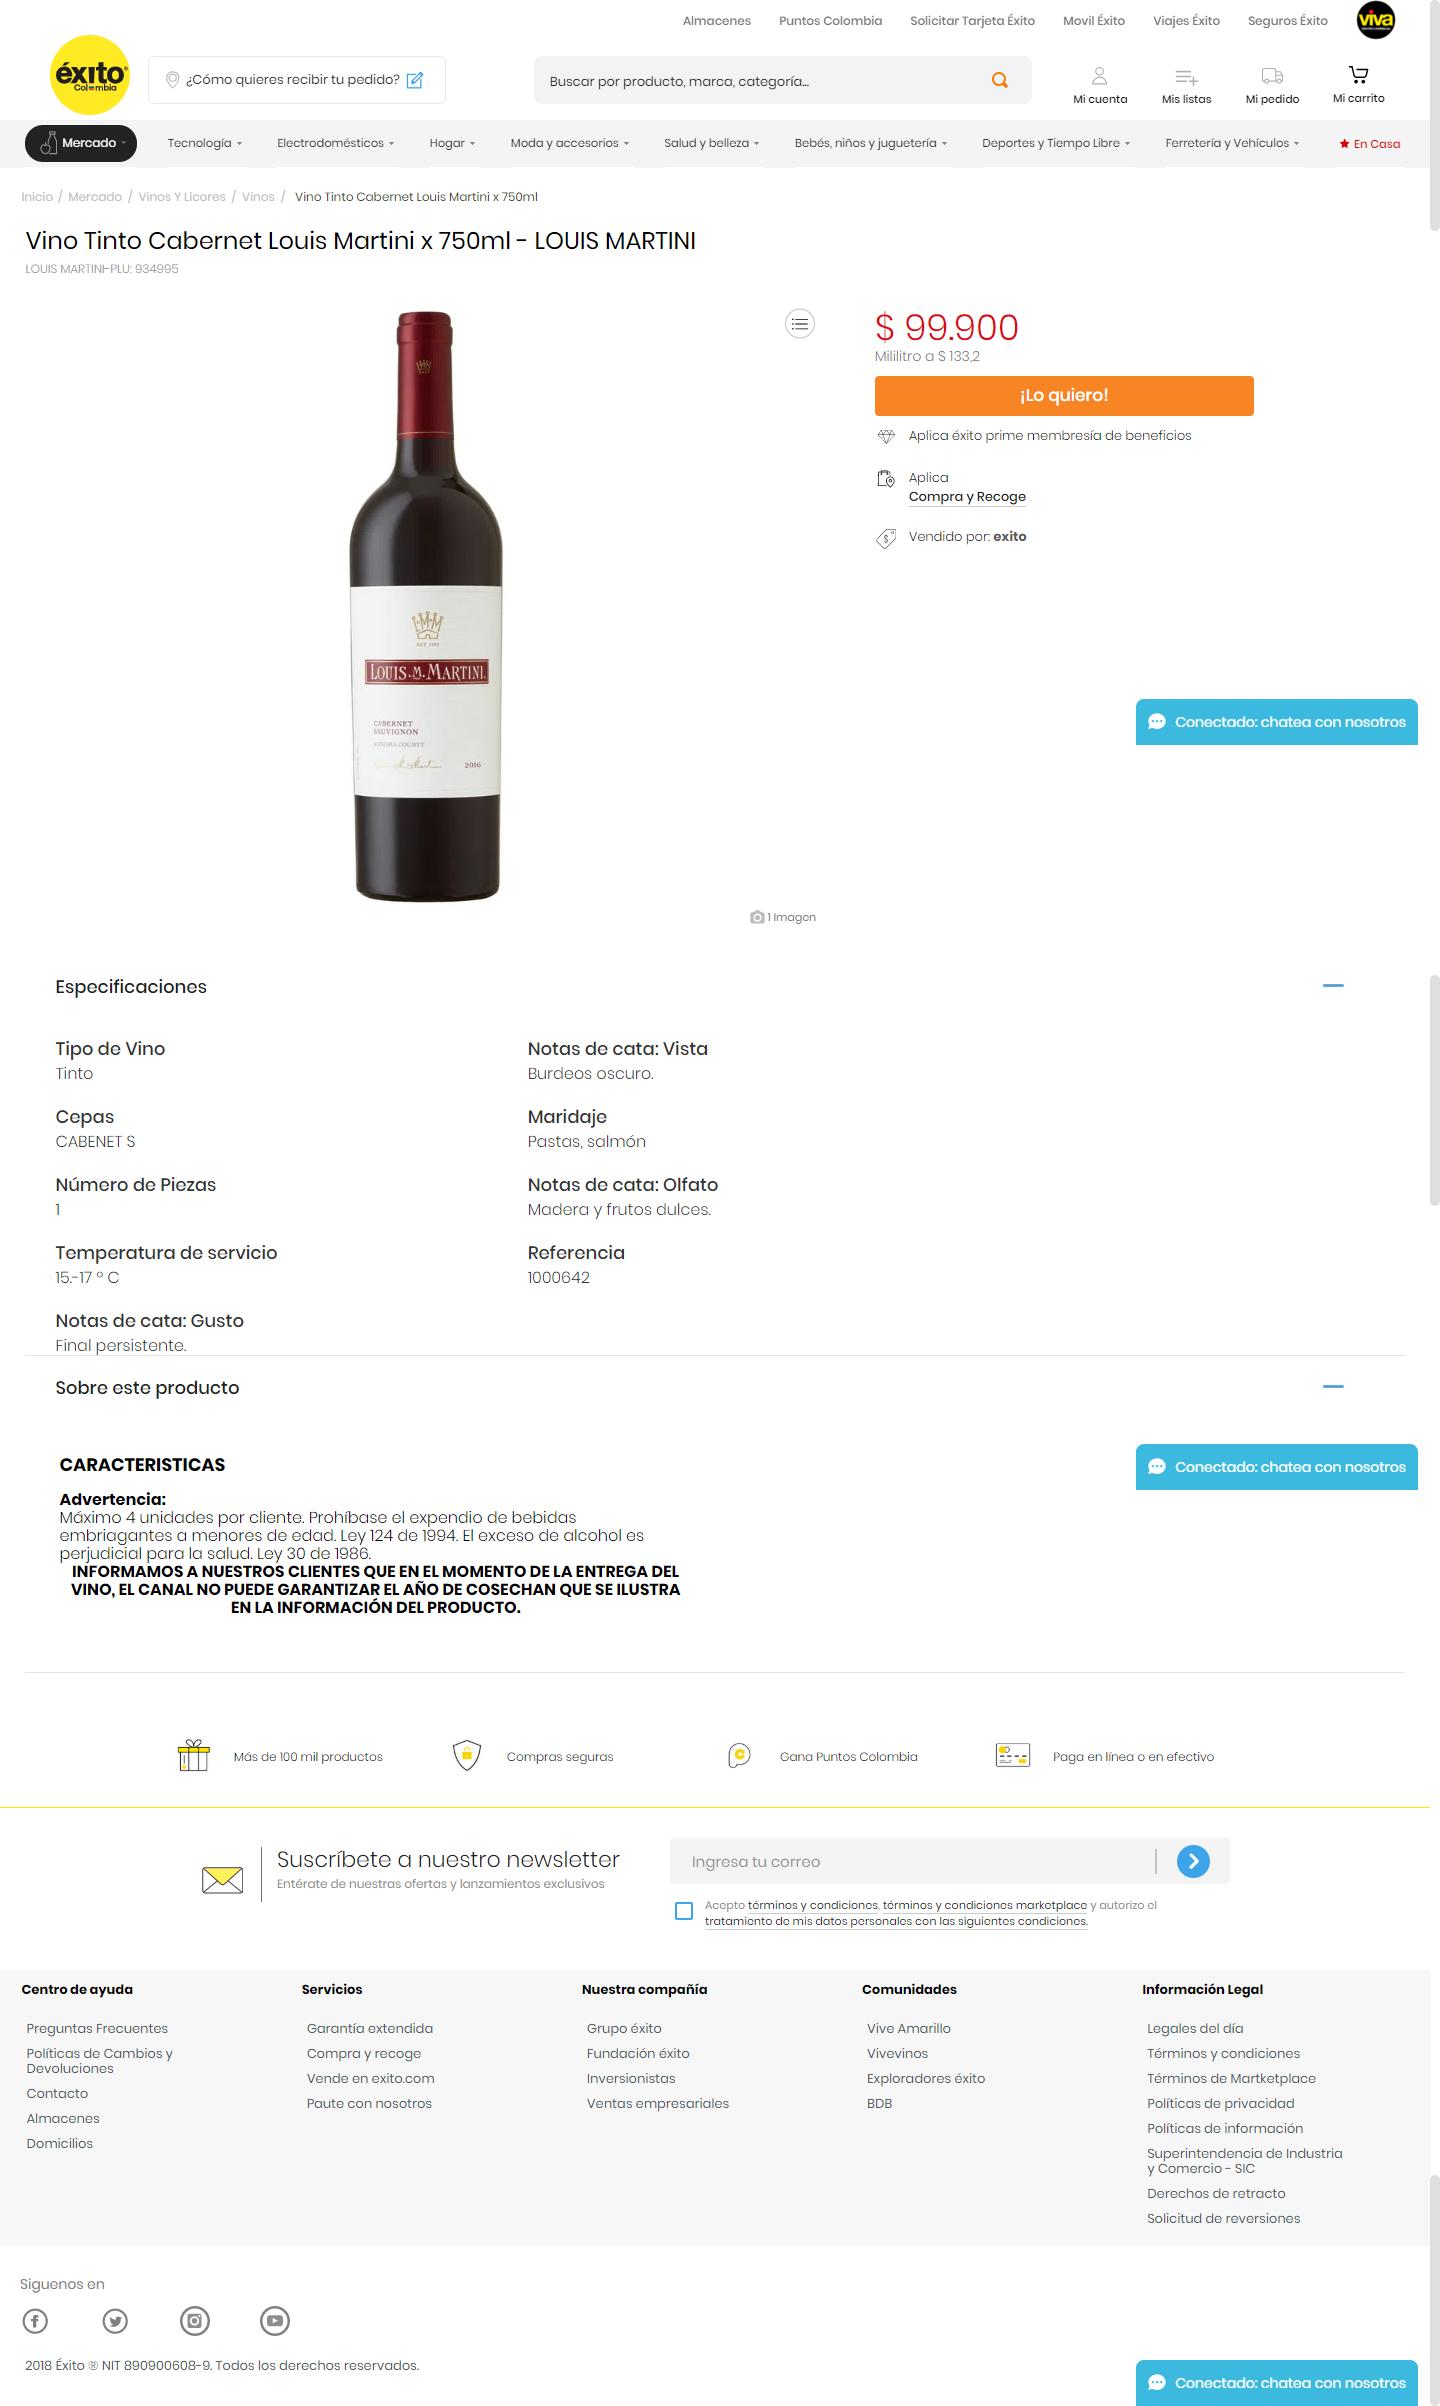 Almacenes Puntos Colombia Solicitar Tarjeta Éxito Movil Éxito Viajes Éxito Seguros Éxito viva
éxito
Colombia
¿Cómo quieres recibir tu pedido?
Buscar por producto, marca, categoría...
Mi cuenta Mis listas Mi pedido Mi carrito
Mercado Tecnología Electrodomésticos Hogar Moda y accesorios Salud y belleza Bebés, niños y juguetería Deportes y Tiempo Libre Ferretería y Vehículos En Casa
Inicio / Mercado / Vinos Y Licores / Vinos / Vino Tinto Cabernet Louis Martini x 750ml
Vino Tinto Cabernet Louis Martini x 750ml - LOUIS MARTINI
LOUIS MARTINI-PLU: 934995
LOUIS M. MARTINI
CABERNET
SAUVIGNON
SONOMA COUNTY
2016
1 Imagen
$ 99.900
Mililitro a $ 133,2
¡Lo quiero!
Aplica éxito prime membresía de beneficios
Aplica
Compra y Recoge
Vendido por: exito
Conectado: chatea con nosotros
Especificaciones
Tipo de Vino
Tinto
Notas de cata: Vista
Burdeos oscuro.
Cepas
CABENET S
Maridaje
Pastas, salmón
Número de Piezas
1
Notas de cata: Olfato
Madera y frutos dulces.
Temperatura de servicio
15.-17 º C
Referencia
1000642
Notas de cata: Gusto
Final persistente.
Sobre este producto
CARACTERISTICAS
Advertencia:
Máximo 4 unidades por cliente. Prohíbase el expendio de bebidas
embriagantes a menores de edad. Ley 124 de 1994. El exceso de alcohol es
perjudicial para la salud. Ley 30 de 1986.
INFORMAMOS A NUESTROS CLIENTES QUE EN EL MOMENTO DE LA ENTREGA DEL
VINO, EL CANAL NO PUEDE GARANTIZAR EL AÑO DE COSECHAN QUE SE ILUSTRA
EN LA INFORMACIÓN DEL PRODUCTO.
Conectado: chatea con nosotros
Más de 100 mil productos Compras seguras Gana Puntos Colombia Paga en línea o en efectivo
Suscríbete a nuestro newsletter
Entérate de nuestras ofertas y lanzamientos exclusivos
Ingresa tu correo
Acepto términos y condiciones, términos y condiciones marketplace y autorizo el
tratamiento de mis datos personales con las siguientes condiciones.
Centro de ayuda
Preguntas Frecuentes
Políticas de Cambios y
Devoluciones
Contacto
Almacenes
Domicilios
Servicios
Garantía extendida
Compra y recoge
Vende en exito.com
Paute con nosotros
Nuestra compañía
Grupo éxito
Fundación éxito
Inversionistas
Ventas empresariales
Comunidades
Vive Amarillo
Vivevinos
Exploradores éxito
BDB
Información Legal
Legales del día
Términos y condiciones
Términos de Martketplace
Políticas de privacidad
Políticas de información
Superintendencia de Industria
y Comercio - SIC
Derechos de retracto
Solicitud de reversiones
Siguenos en
2018 Éxito ® NIT 890900608-9. Todos los derechos reservados.
Conectado: chatea con nosotros